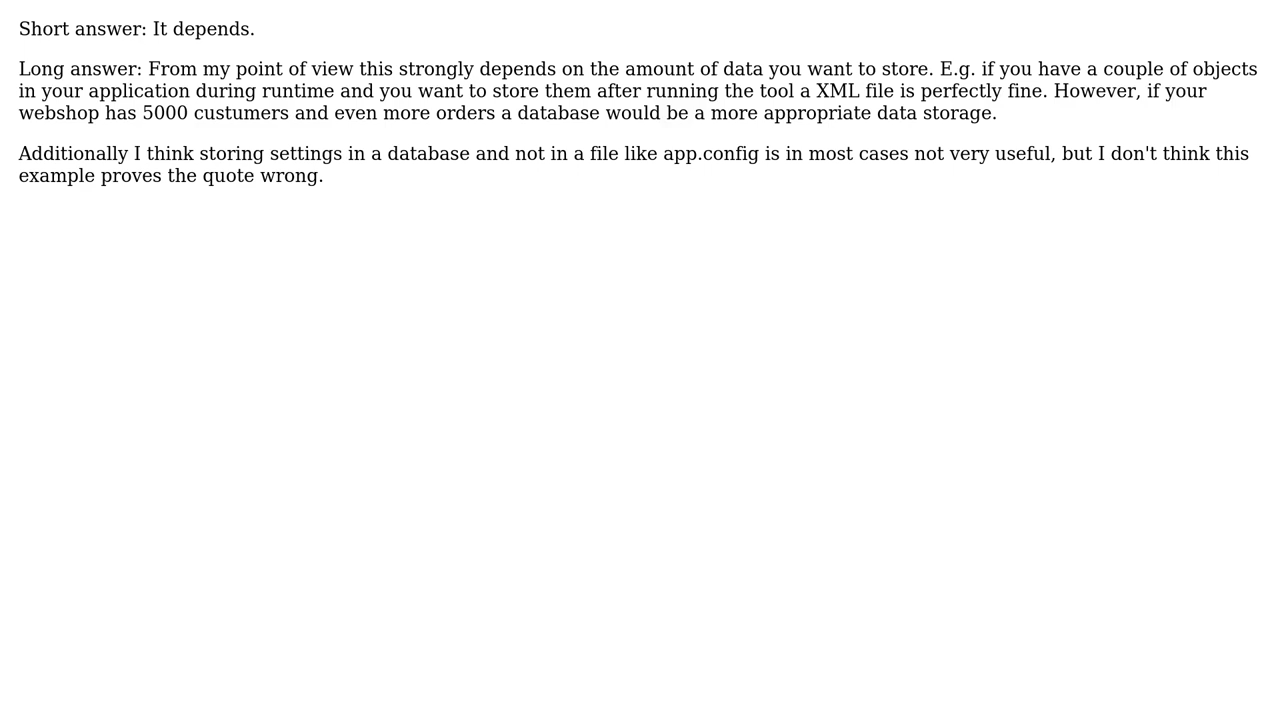 Short answer: It depends.
Long answer: From my point of view this strongly depends on the amount of data you want to store. E.g. if you have a couple of objects
in your application during runtime and you want to store them after running the tool a XML file is perfectly fine. However, if your
webshop has 5000 custumers and even more orders a database would be a more appropriate data storage.
Additionally I think storing settings in a database and not in a file like app.config is in most cases not very useful, but I don't think this
example proves the quote wrong.